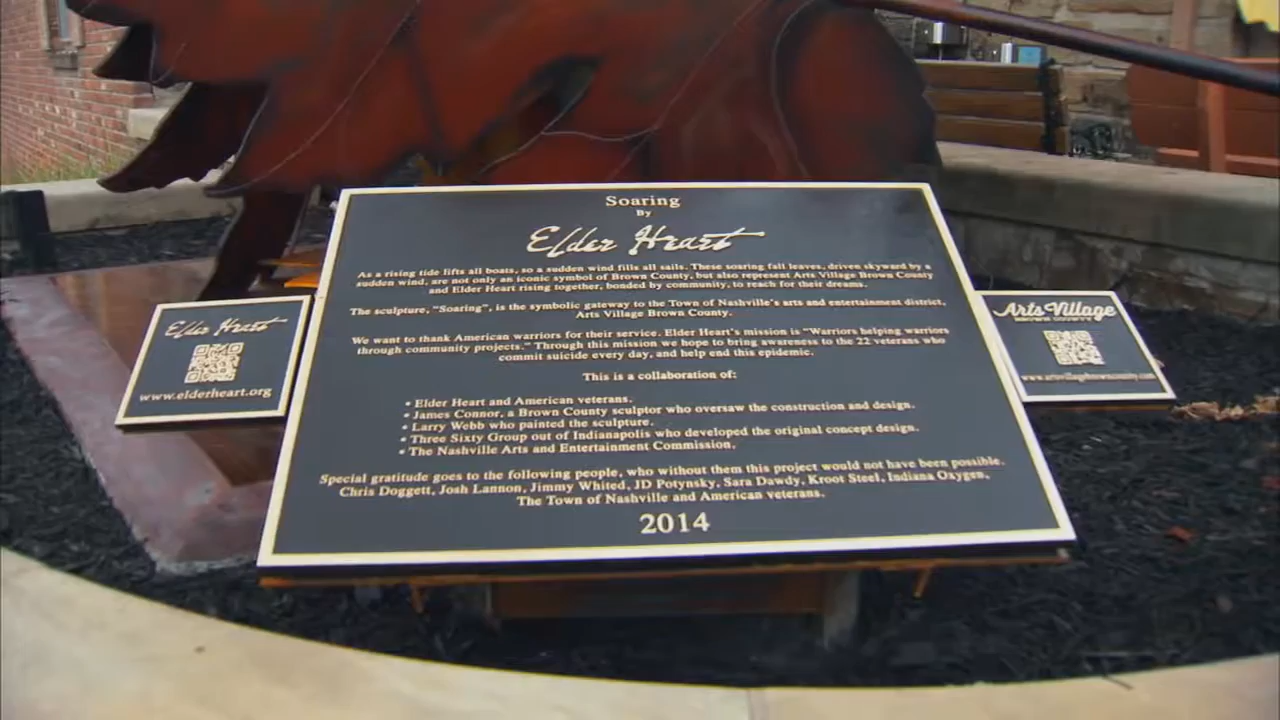 Soaring
By
Elder Heart
As a rising tide lifts all boats, so a sudden wind fills all sails. These soaring fall leaves, driven skyward by a
sudden wind, are not only an iconic symbol of Brown County, but also represent Arts Village Brown County
and Elder Heart rising together, bonded by community, to reach for their dreams.
The sculpture, "Soaring", is the symbolic gateway to the Town of Nashville's arts and entertainment district,
Arts Village Brown County.
We want to thank American warriors for their service. Elder Heart's mission is "Warriors helping warriors
through community projects." Through this mission we hope to bring awareness to the 22 veterans who
commit suicide every day, and help end this epidemic.
This is a collaboration of:
• Elder Heart and American veterans.
• James Connor, a Brown County sculptor who oversaw the construction and design.
• Larry Webb who painted the sculpture.
• Three Sixty Group out of Indianapolis who developed the original concept design.
• The Nashville Arts and Entertainment Commission.
Special gratitude goes to the following people, who without them this project would not have been possible.
Chris Doggett, Josh Lannon, Jimmy Whited, JD Potynsky, Sara Dawdy, Kroot Steel, Indiana Oxygen,
The Town of Nashville and American veterans.
2014
Elder Heart
www.elderheart.org
Arts Village
BROWN COUNTY